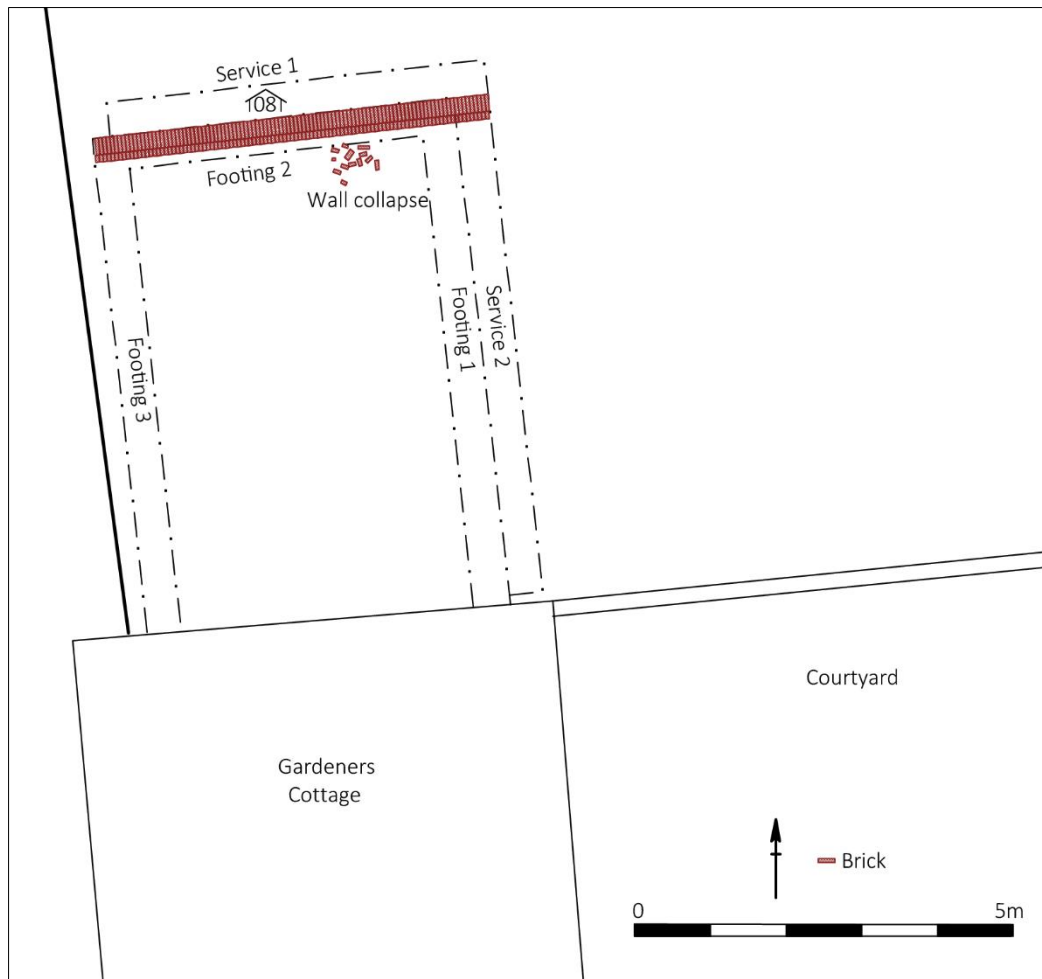 Service 1
08
Footing 2
Wall collapse
Footing 3
Footing 1
Service 2
Courtyard
Gardeners
Cottage
Brick
0
5m